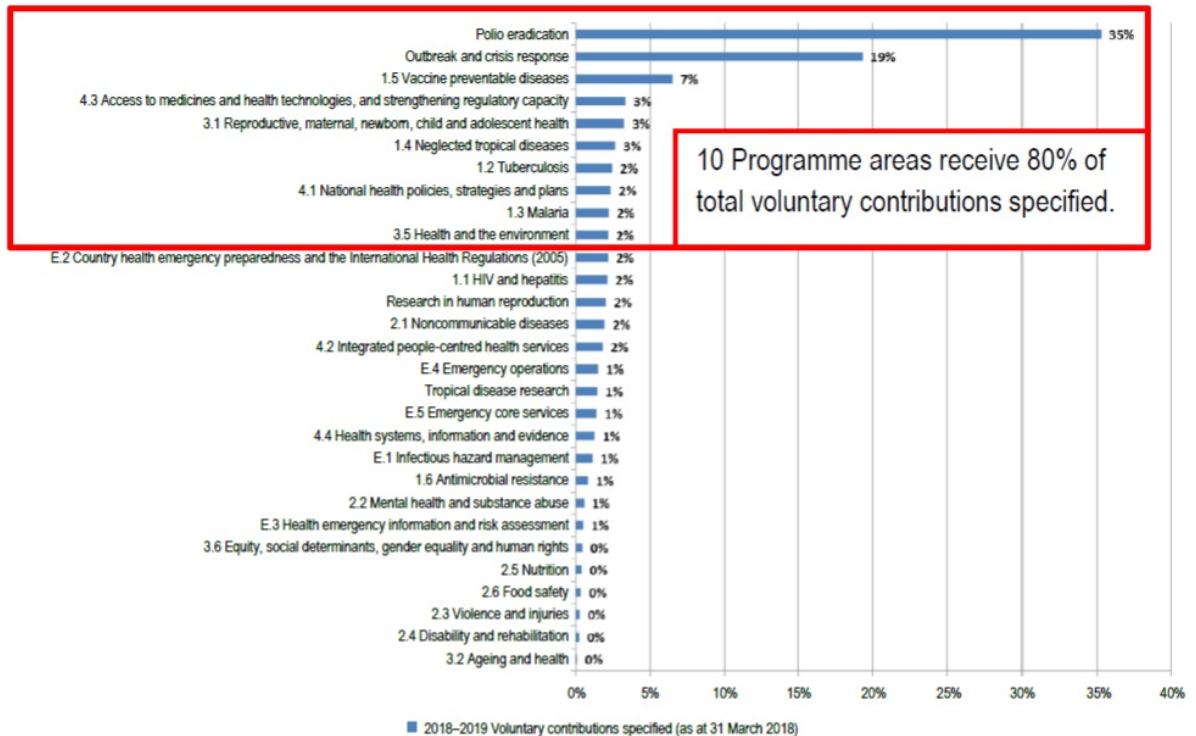 Polio eradication 35%
Outbreak and crisis response 19%
1.5 Vaccine preventable diseases 7%
4.3 Access to medicines and health technologies, and strengthening regulatory capacity 3%
3.1 Reproductive, maternal, newborn, child and adolescent health 3%
1.4 Neglected tropical diseases 3%
1.2 Tuberculosis 2%
4.1 National health policies, strategies and plans 2%
1.3 Malaria 2%
3.5 Health and the environment 2%
10 Programme areas receive 80% of
total voluntary contributions specified.
E.2 Country health emergency preparedness and the International Health Regulations (2005) 2%
1.1 HIV and hepatitis 2%
Research in human reproduction 2%
2.1 Noncommunicable diseases 2%
4.2 Integrated people-centred health services 2%
E.4 Emergency operations 1%
Tropical disease research 1%
E.5 Emergency core services 1%
4.4 Health systems, information and evidence 1%
E.1 Infectious hazard management 1%
1.6 Antimicrobial resistance 1%
2.2 Mental health and substance abuse 1%
E.3 Health emergency information and risk assessment 1%
3.6 Equity, social determinants, gender equality and human rights 0%
2.5 Nutrition 0%
2.6 Food safety 0%
2.3 Violence and injuries 0%
2.4 Disability and rehabilitation 0%
3.2 Ageing and health 0%
0% 5% 10% 15% 20% 25% 30% 35% 40%
2018–2019 Voluntary contributions specified (as at 31 March 2018)